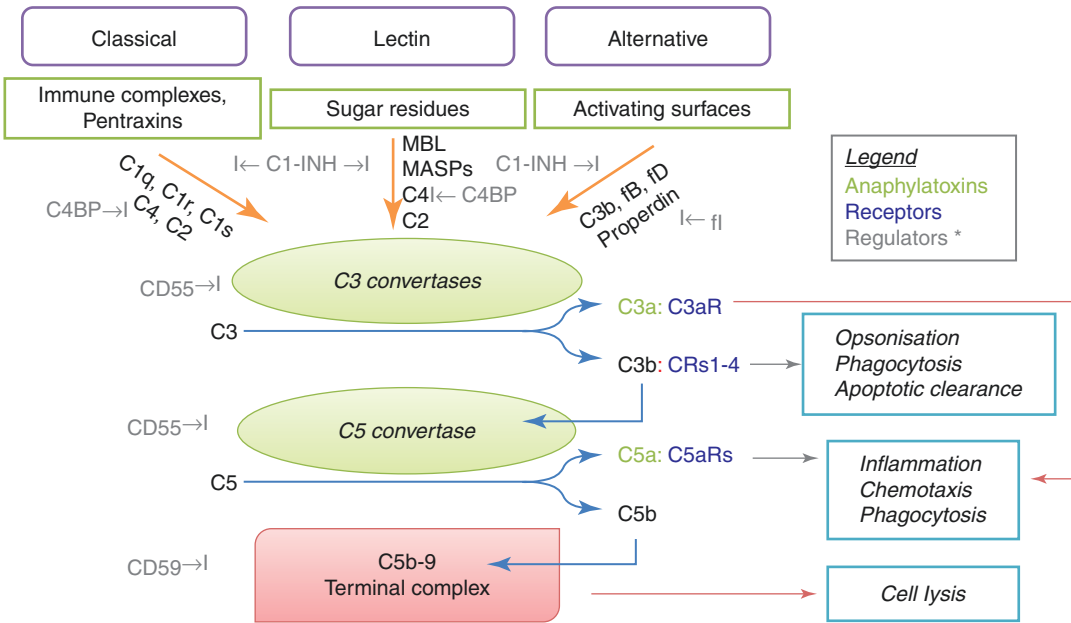 Classical
Lectin
Alternative
Immune complexes,
Pentraxins
Sugar residues
Activating surfaces
I← C1-INH →I
MBL
MASPs
C4I← C4BP
C2
C1-INH →I
C1q, C1r, C1s
C4, C2
C4BP→I
C3b, fB, fD
Properdin
I← fI
Legend
Anaphylatoxins
Receptors
Regulators *
CD55→I
C3 convertases
C3
C3a: C3aR
C3b: CRs1-4
Opsonisation
Phagocytosis
Apoptotic clearance
CD55→I
C5 convertase
C5
C5a: C5aRs
C5b
Inflammation
Chemotaxis
Phagocytosis
CD59→I
C5b-9
Terminal complex
Cell lysis